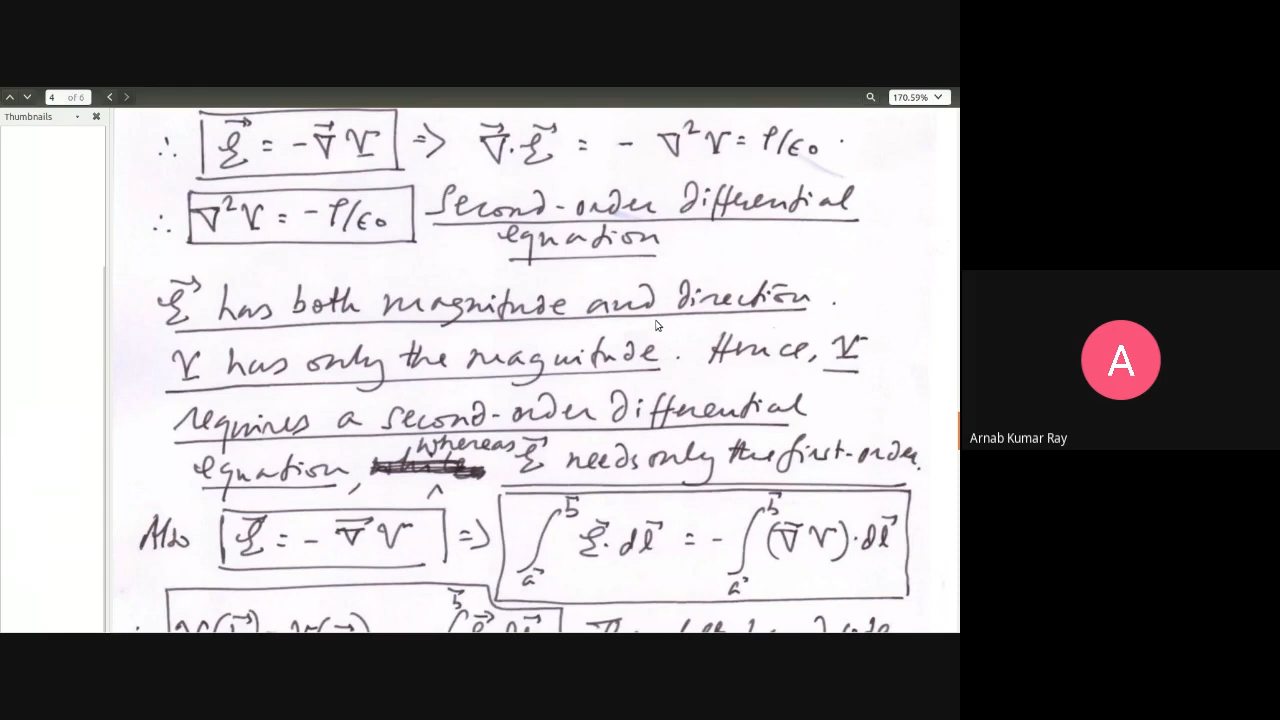 4 of 6
170.59%
Thumbnails
∴ ℰ⃗ = -∇⃗V => ∇⃗·ℰ⃗ = - ∇²V = ρ/ϵ₀.
∴ ∇²V = -ρ/ϵ₀ Second-order differential
equation
ℰ⃗ has both magnitude and direction.
V has only the magnitude. Hence, V
requires a second-order differential
equation, whereas ℰ⃗ needs only the first-order.
Also ℰ⃗ = - ∇⃗V => ∫_a⃗^b⃗ ℰ⃗·dl⃗ = - ∫_a⃗^b⃗ (∇⃗V)·dl⃗
A
Arnab Kumar Ray